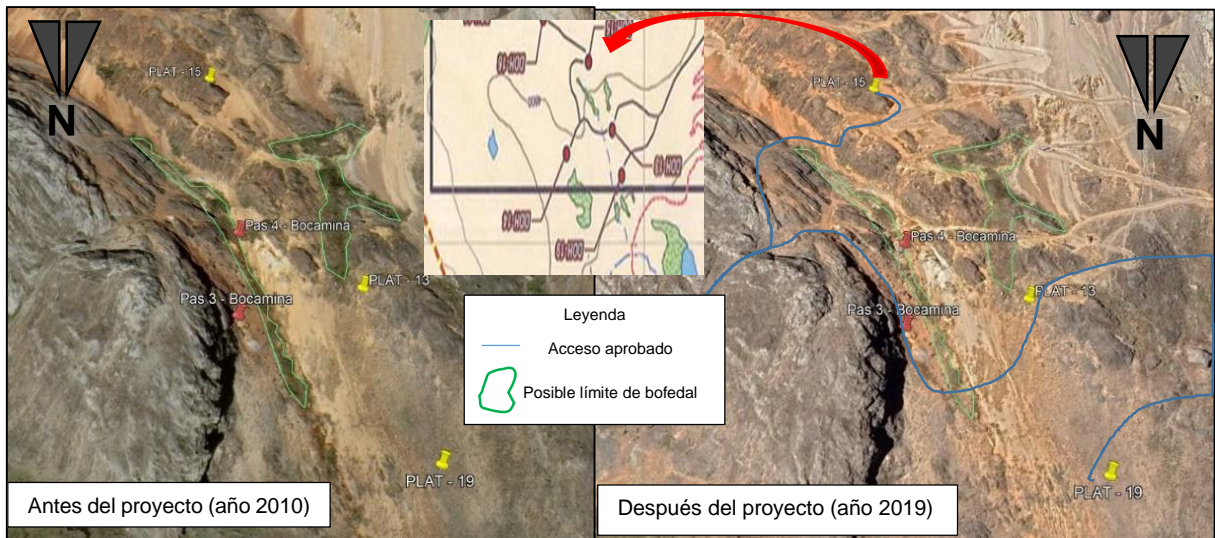 N
PLAT - 15
Pas 4 - Bocamina
PLAT - 13
Pas 3 - Bocamina
PLAT - 19
Antes del proyecto (año 2010)
Leyenda
Acceso aprobado
Posible límite de bofedal
PLAT - 15
N
Pas 4 - Bocamina
PLAT - 13
Pas 3 - Bocamina
PLAT - 19
Después del proyecto (año 2019)